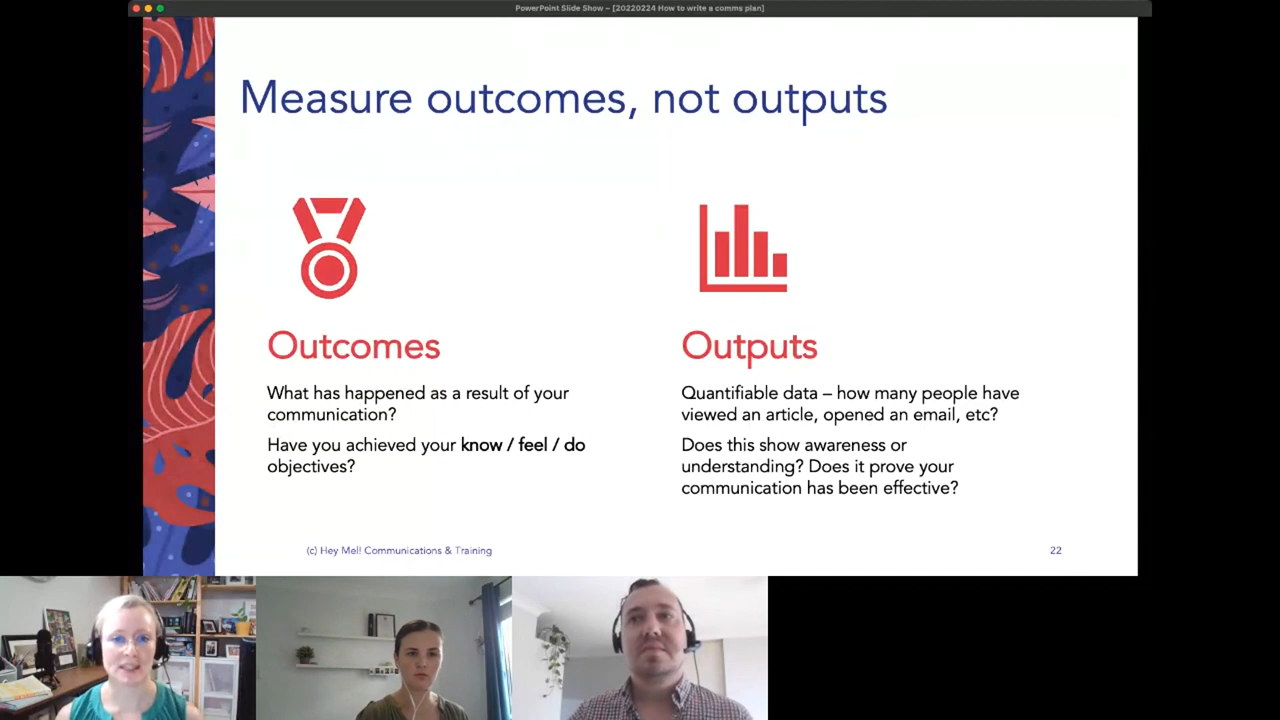 PowerPoint Slide Show – [20220224 How to write a comms plan]
Measure outcomes, not outputs
Outcomes
What has happened as a result of your
communication?
Have you achieved your know / feel / do
objectives?
Outputs
Quantifiable data – how many people have
viewed an article, opened an email, etc?
Does this show awareness or
understanding? Does it prove your
communication has been effective?
(c) Hey Mel! Communications & Training
22